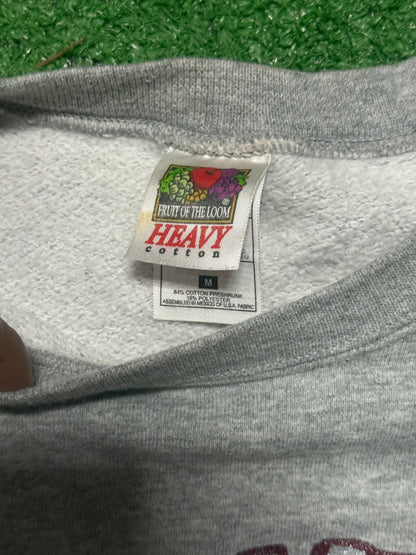 FRUIT OF THE LOOM
®
HEAVY
cotton
M
84% COTTON PRESHRUNK
16% POLYESTER
ASSEMBLED IN MEXICO OF U.S.A. FABRIC